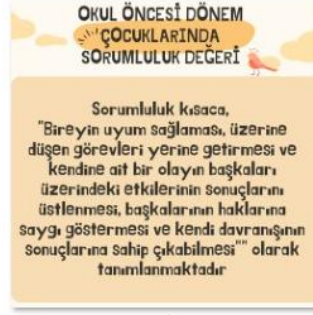 OKUL ÖNCESİ DÖNEM
ÇOCUKLARINDA
SORUMLULUK DEĞERİ
Sorumluluk kısaca,
"Bireyin uyum sağlaması, üzerine
düşen görevleri yerine getirmesi ve
kendine ait bir olayın başkaları
üzerindeki etkilerinin sonuçlarını
üstlenmesi, başkalarının haklarına
saygı göstermesi ve kendi davranışının
sonuçlarına sahip çıkabilmesi"" olarak
tanımlanmaktadır